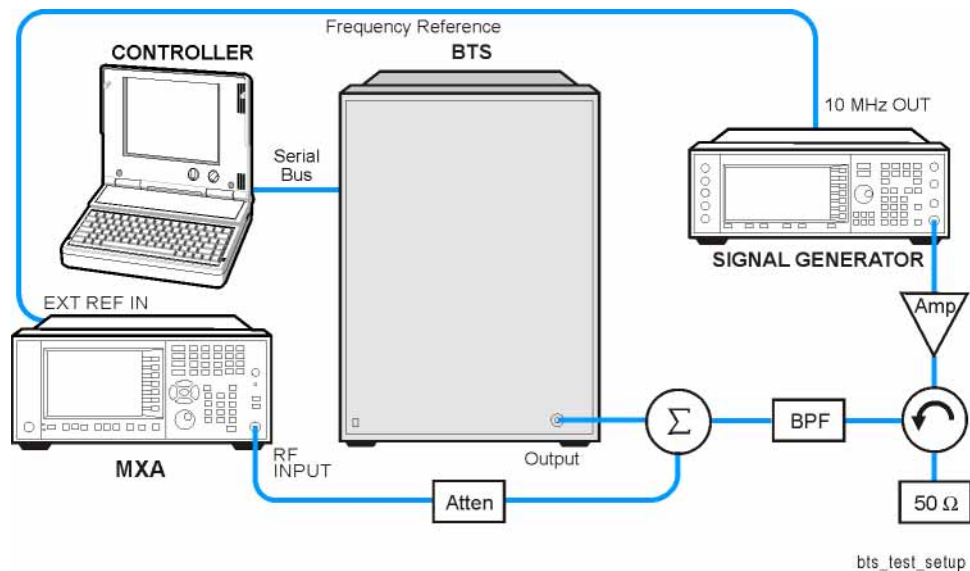 Frequency Reference
CONTROLLER
BTS
10 MHz OUT
Serial
Bus
SIGNAL GENERATOR
EXT REF IN
Amp
Σ
BPF
Output
RF
INPUT
MXA
Atten
50 Ω
bts_test_setup